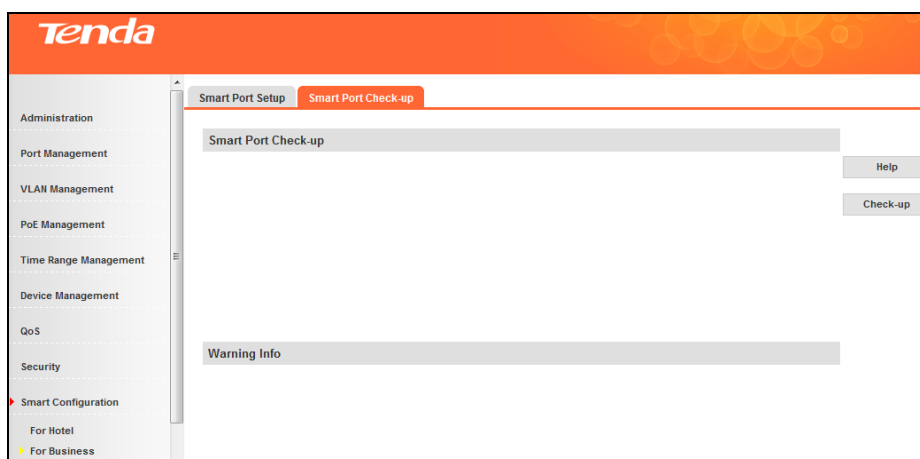 Tenda
Smart Port Setup
Smart Port Check-up
Administration
Port Management
VLAN Management
PoE Management
Time Range Management
Device Management
QoS
Security
Smart Configuration
For Hotel
For Business
Smart Port Check-up
Help
Check-up
Warning Info